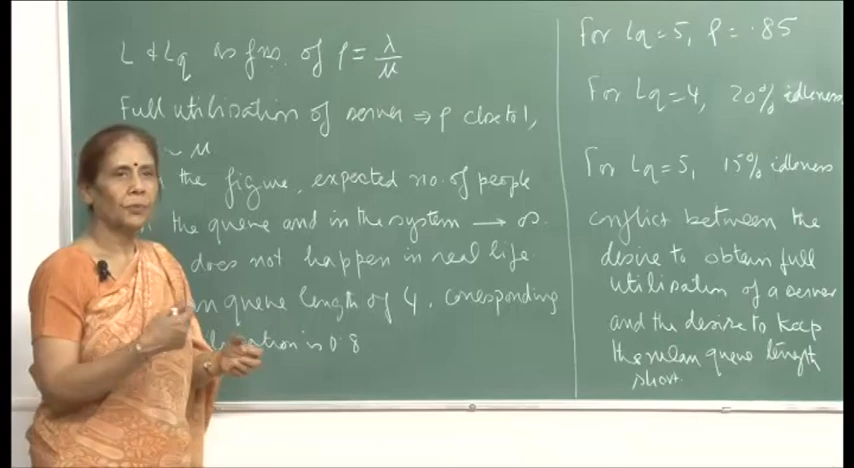 L & Lq as fns. of ρ = λ/μ
Full utilisation of server ⇒ ρ close to 1,
~ μ
the figure, expected no. of people
the queue and in the system → ∞.
does not happen in real life
queue length of 4, corresponding
is 0.8
For Lq = 5, ρ = .85
For Lq = 4, 20% idleness
For Lq = 5, 15% idleness
conflict between the
desire to obtain full
utilisation of a server
and the desire to keep
the mean queue length
short.